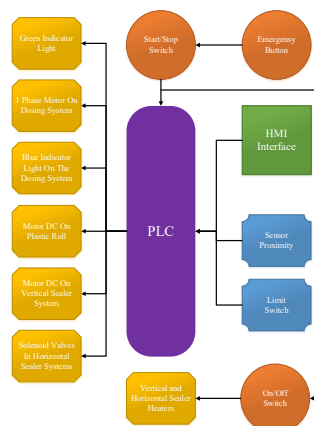 Green Indicator
Light
Start/Stop
Switch
Emergensy
Button
1 Phase Motor On
Dosing System
HMI
Interface
Blue Indicator
Light On The
Dosing System
PLC
Motor DC On
Plastic Roll
Sensor
Proximity
Motor DC On
Vertical Sealer
System
Limit
Switch
Solenoid Valves
In Horizontal
Sealer Systems
Vertical and
Horizontal Sealer
Heaters
On/Off
Switch